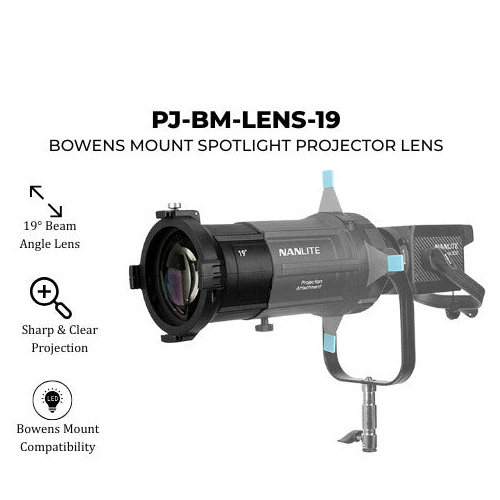 PJ-BM-LENS-19
BOWENS MOUNT SPOTLIGHT PROJECTOR LENS
19° Beam
Angle Lens
19°
NANLITE
Projection
Attachment
NANLITE
Sharp & Clear
Projection
LED
Bowens Mount
Compatibility